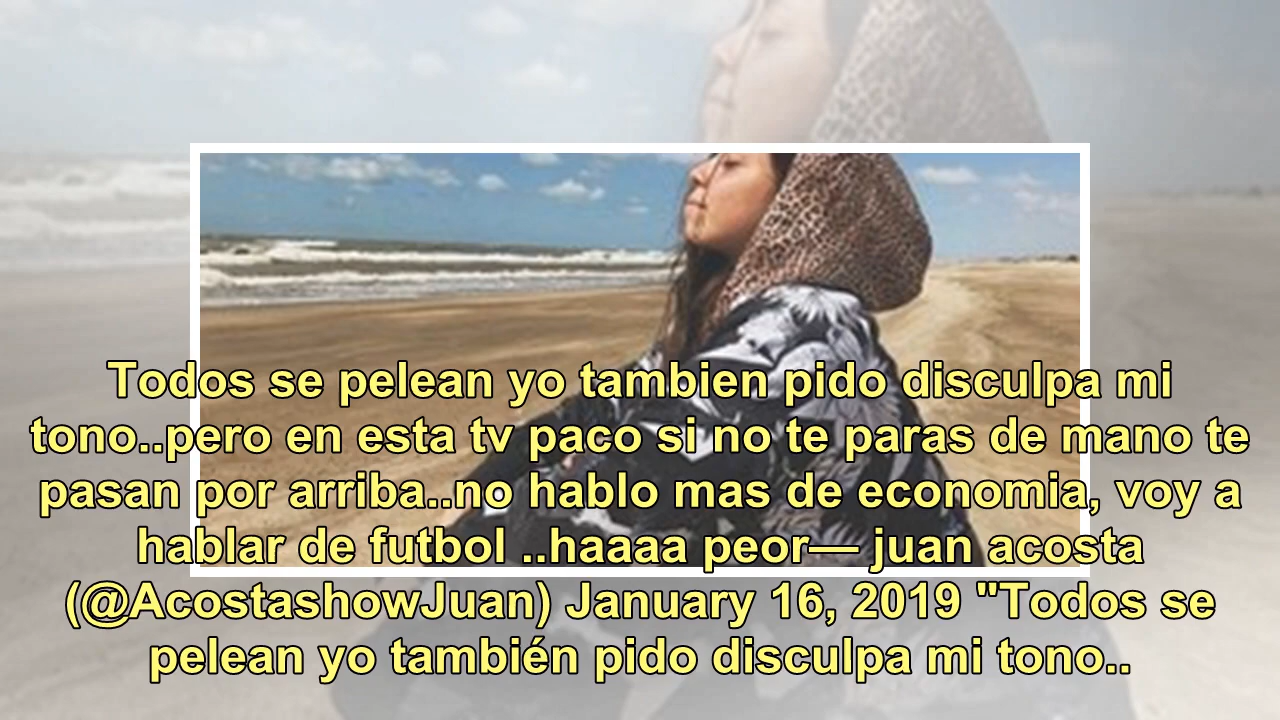 Todos se pelean yo tambien pido disculpa mi
tono..pero en esta tv paco si no te paras de mano te
pasan por arriba..no hablo mas de economia, voy a
hablar de futbol ..haaaa peor— juan acosta
(@AcostashowJuan) January 16, 2019 "Todos se
pelean yo también pido disculpa mi tono..